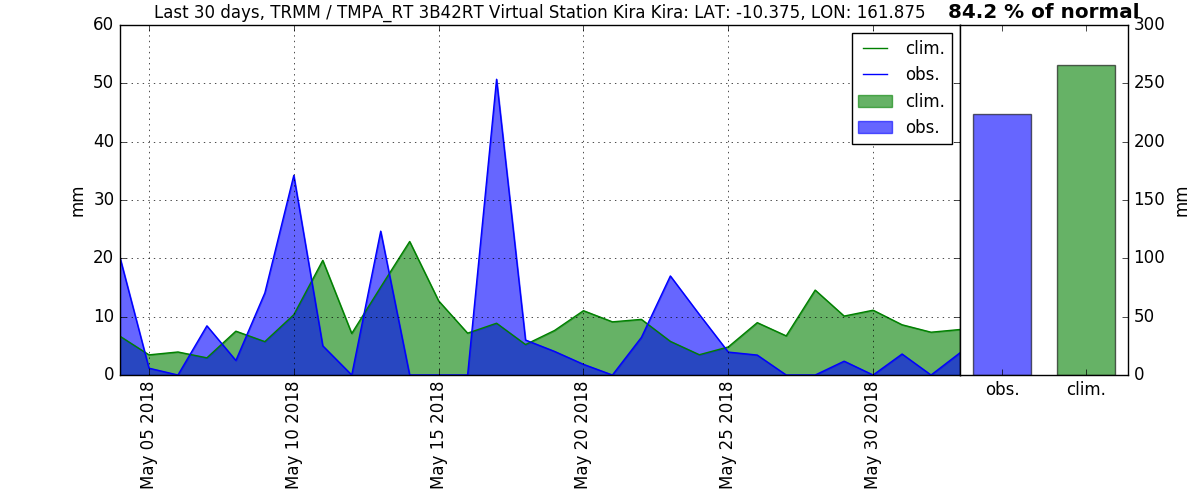 Last 30 days, TRMM / TMPA_RT 3B42RT Virtual Station Kira Kira: LAT: -10.375, LON: 161.875
84.2 % of normal
mm
60
50
40
30
20
10
0
May 05 2018
May 10 2018
May 15 2018
May 20 2018
May 25 2018
May 30 2018
clim.
obs.
clim.
obs.
300
250
200
150
100
50
0
mm
obs.
clim.